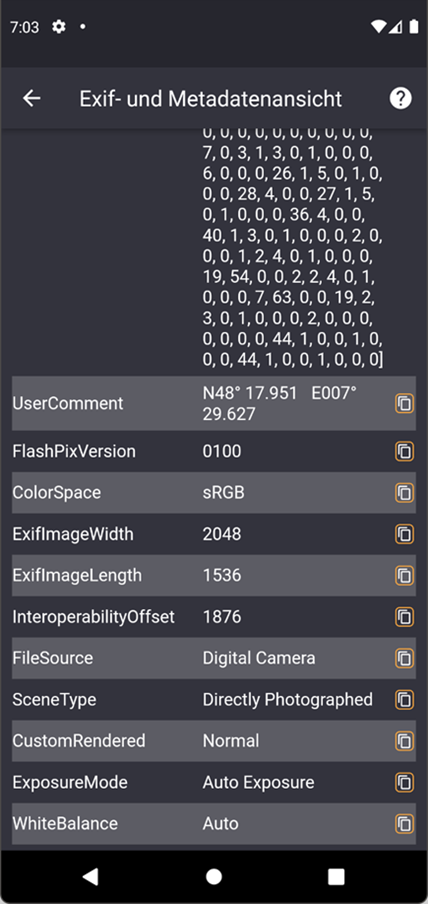 7:03
Exif- und Metadatenansicht
0, 0, 0, 0, 0, 0, 0, 0, 0, 0,
7, 0, 3, 1, 3, 0, 1, 0, 0, 0,
6, 0, 0, 0, 26, 1, 5, 0, 1, 0,
0, 0, 28, 4, 0, 0, 27, 1, 5,
0, 1, 0, 0, 0, 36, 4, 0, 0,
40, 1, 3, 0, 1, 0, 0, 0, 2, 0,
0, 0, 1, 2, 4, 0, 1, 0, 0, 0,
19, 54, 0, 0, 2, 2, 4, 0, 1,
0, 0, 0, 7, 63, 0, 0, 19, 2,
3, 0, 1, 0, 0, 0, 2, 0, 0, 0,
0, 0, 0, 0, 44, 1, 0, 0, 1, 0,
0, 0, 44, 1, 0, 0, 1, 0, 0, 0]
UserComment N48° 17.951 E007°
29.627
FlashPixVersion 0100
ColorSpace sRGB
ExifImageWidth 2048
ExifImageLength 1536
InteroperabilityOffset 1876
FileSource Digital Camera
SceneType Directly Photographed
CustomRendered Normal
ExposureMode Auto Exposure
WhiteBalance Auto